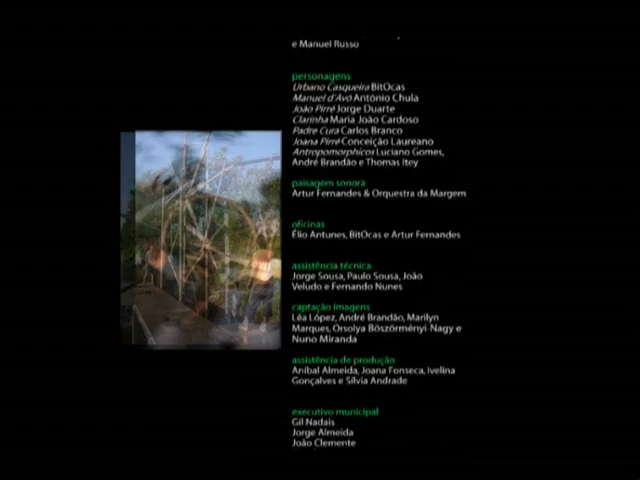 e Manuel Russo
personagens
Urbano Casqueira BitOcas
Manuel d'Avó António Chula
João Pirré Jorge Duarte
Clarinha Maria João Cardoso
Padre Cura Carlos Branco
Joana Pirré Conceição Laureano
Antropomorphicos Luciano Gomes,
André Brandão e Thomas Itey
paisagem sonora
Artur Fernandes & Orquestra da Margem
oficinas
Élio Antunes, BitOcas e Artur Fernandes
assistência técnica
Jorge Sousa, Paulo Sousa, João
Veludo e Fernando Nunes
captação imagens
Léa López, André Brandão, Marilyn
Marques, Orsolya Böszörményi-Nagy e
Nuno Miranda
assistência de produção
Aníbal Almeida, Joana Fonseca, Ivelina
Gonçalves e Sílvia Andrade
executivo municipal
Gil Nadais
Jorge Almeida
João Clemente